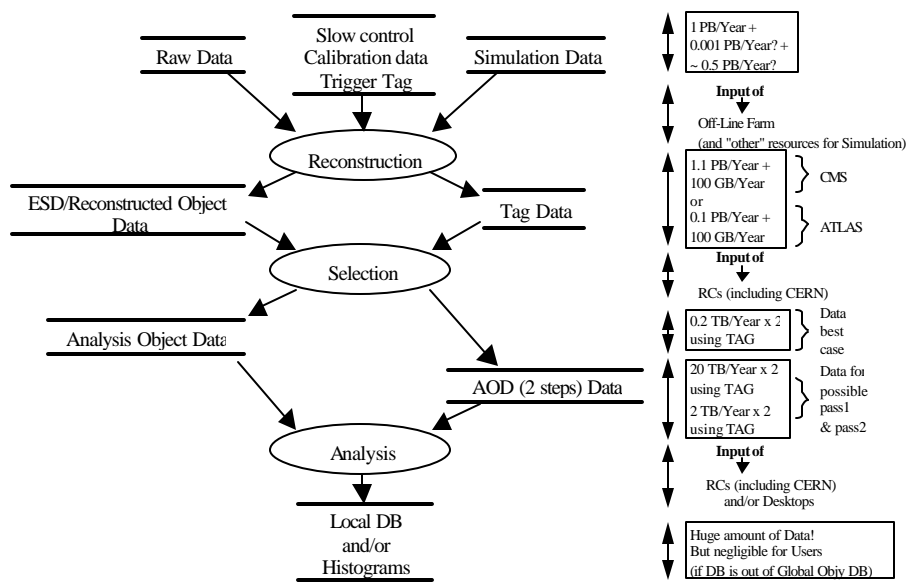 Raw Data
Slow control
Calibration data
Trigger Tag
Simulation Data
Reconstruction
ESD/Reconstructed Object
Data
Tag Data
Selection
Analysis Object Data
AOD (2 steps) Data
Analysis
Local DB
and/or
Histograms
1 PB/Year +
0.001 PB/Year? +
~ 0.5 PB/Year?
Input of
Off-Line Farm
(and "other" resources for Simulation)
1.1 PB/Year +
100 GB/Year
or
0.1 PB/Year +
100 GB/Year
CMS
ATLAS
Input of
RCs (including CERN)
0.2 TB/Year x 2
using TAG
Data
best
case
20 TB/Year x 2
using TAG
2 TB/Year x 2
using TAG
Data for
possible
pass1
& pass2
Input of
RCs (including CERN)
and/or Desktops
Huge amount of Data!
But negligible for Users
(if DB is out of Global Objy DB)